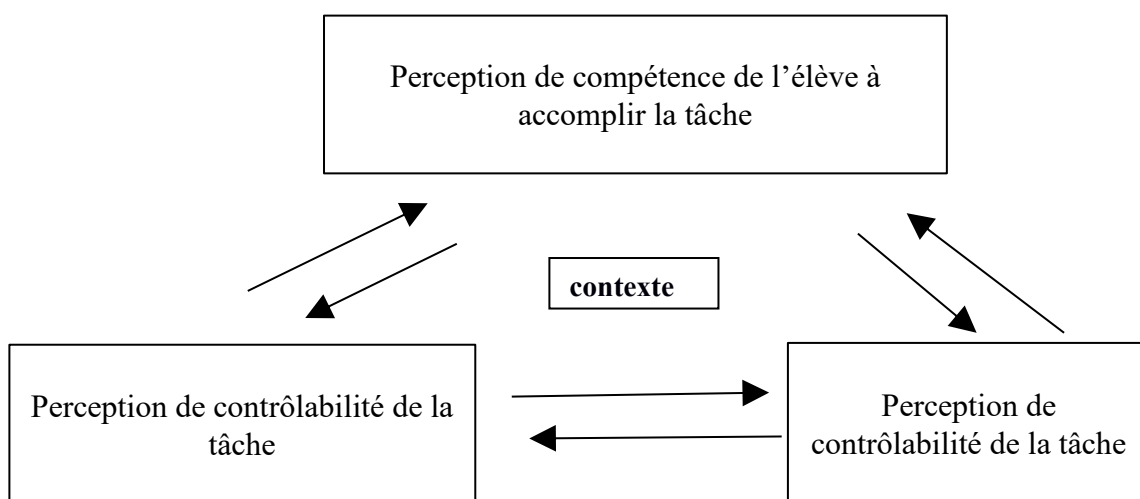 Perception de compétence de l’élève à
accomplir la tâche
contexte
Perception de contrôlabilité de la
tâche
Perception de
contrôlabilité de la tâche